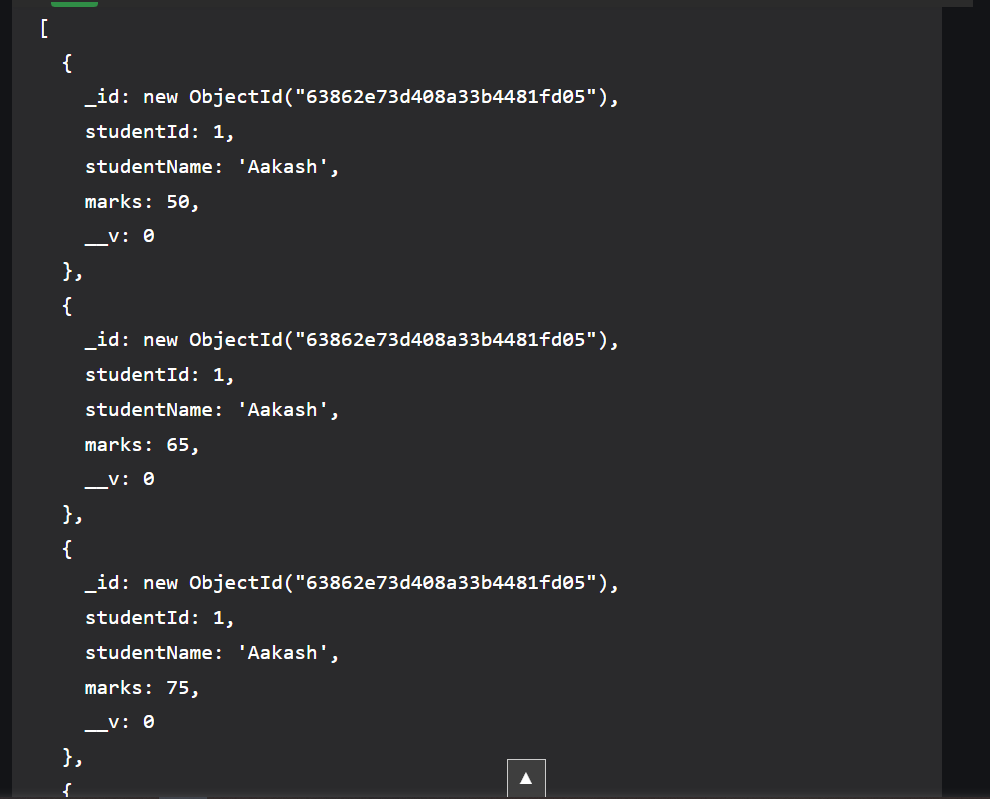 [
  {
    _id: new ObjectId("63862e73d408a33b4481fd05"),
    studentId: 1,
    studentName: 'Aakash',
    marks: 50,
    __v: 0
  },
  {
    _id: new ObjectId("63862e73d408a33b4481fd05"),
    studentId: 1,
    studentName: 'Aakash',
    marks: 65,
    __v: 0
  },
  {
    _id: new ObjectId("63862e73d408a33b4481fd05"),
    studentId: 1,
    studentName: 'Aakash',
    marks: 75,
    __v: 0
  },
  {